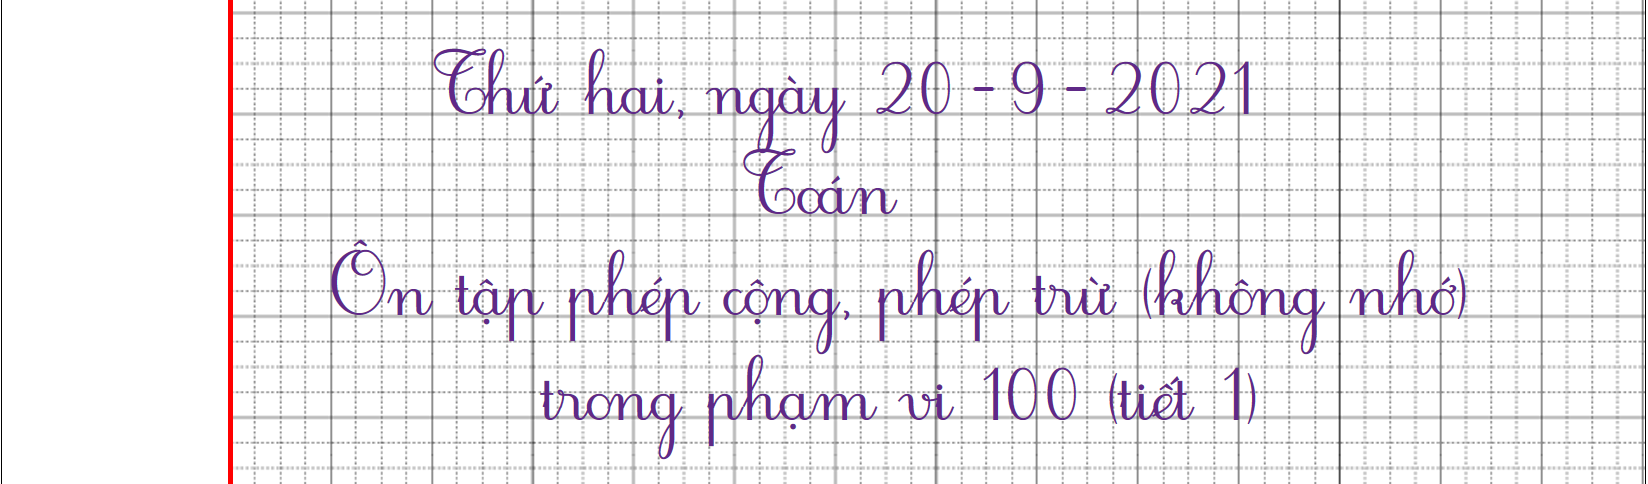 Thứ hai, ngày 20 - 9 - 2021
Toán
Ôn tập phép cộng, phép trừ (không nhớ)
trong phạm vi 100 (tiết 1)